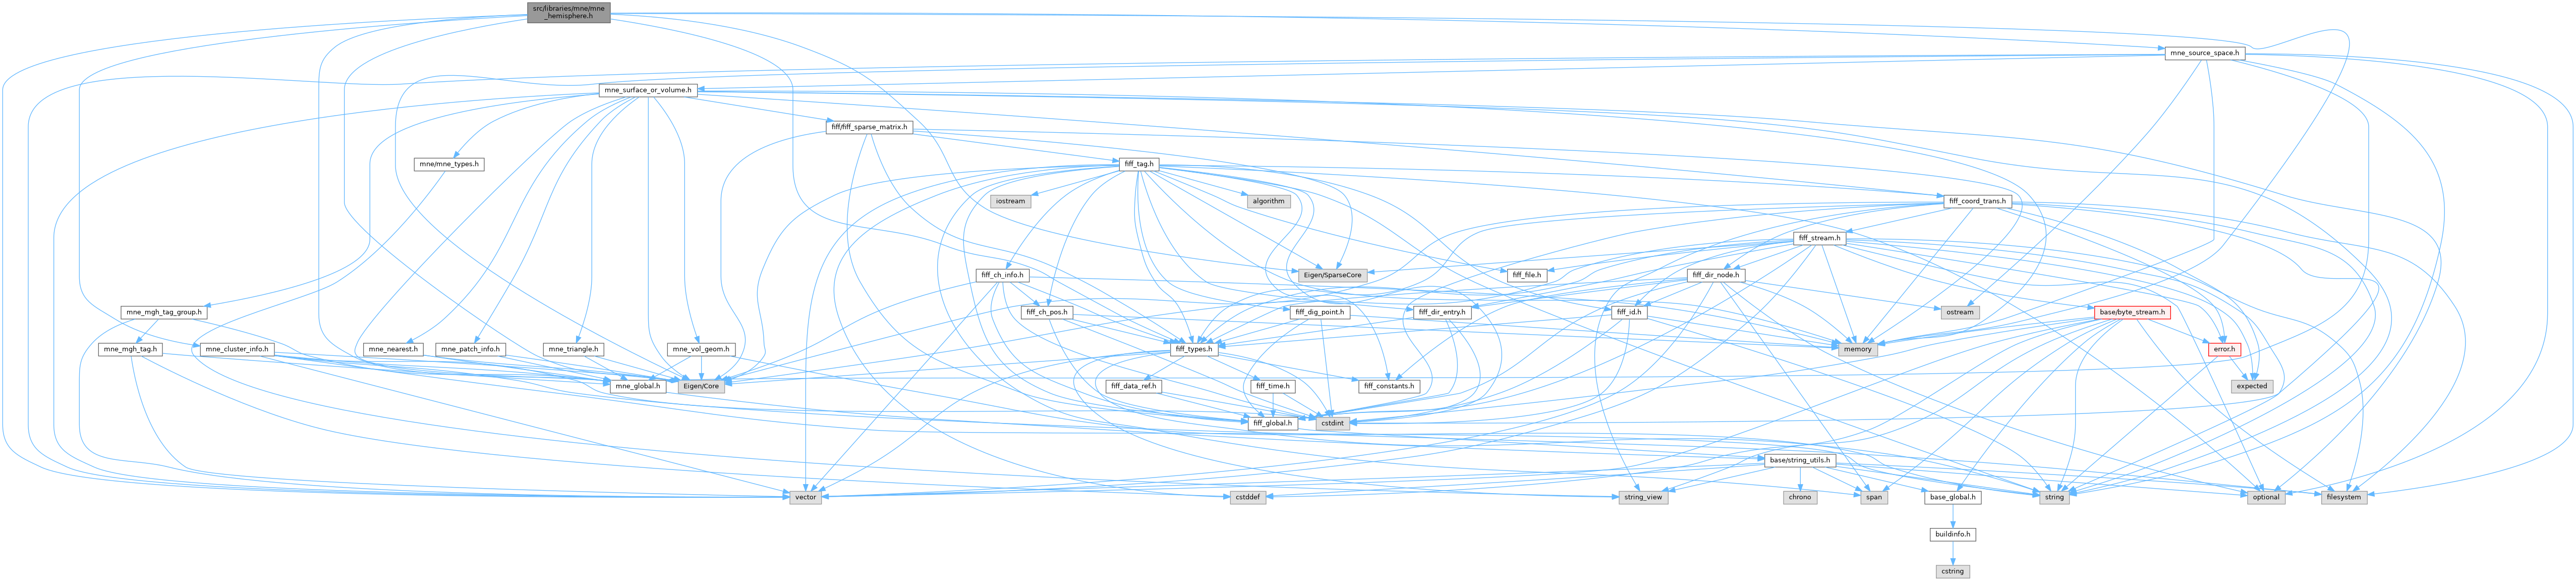 src/libraries/mne/mne
_hemisphere.h
mne_source_space.h
mne_surface_or_volume.h
fiff/fiff_sparse_matrix.h
mne/mne_types.h
fiff_tag.h
iostream
algorithm
fiff_coord_trans.h
fiff_stream.h
fiff_ch_info.h
Eigen/SparseCore
fiff_file.h
fiff_dir_node.h
mne_mgh_tag_group.h
fiff_ch_pos.h
fiff_dig_point.h
fiff_dir_entry.h
fiff_id.h
ostream
base/byte_stream.h
mne_mgh_tag.h
mne_cluster_info.h
mne_nearest.h
mne_patch_info.h
mne_triangle.h
mne_vol_geom.h
fiff_types.h
memory
error.h
mne_global.h
Eigen/Core
fiff_data_ref.h
fiff_time.h
fiff_constants.h
expected
fiff_global.h
cstdint
base/string_utils.h
vector
cstddef
string_view
chrono
span
base_global.h
string
optional
filesystem
buildinfo.h
cstring